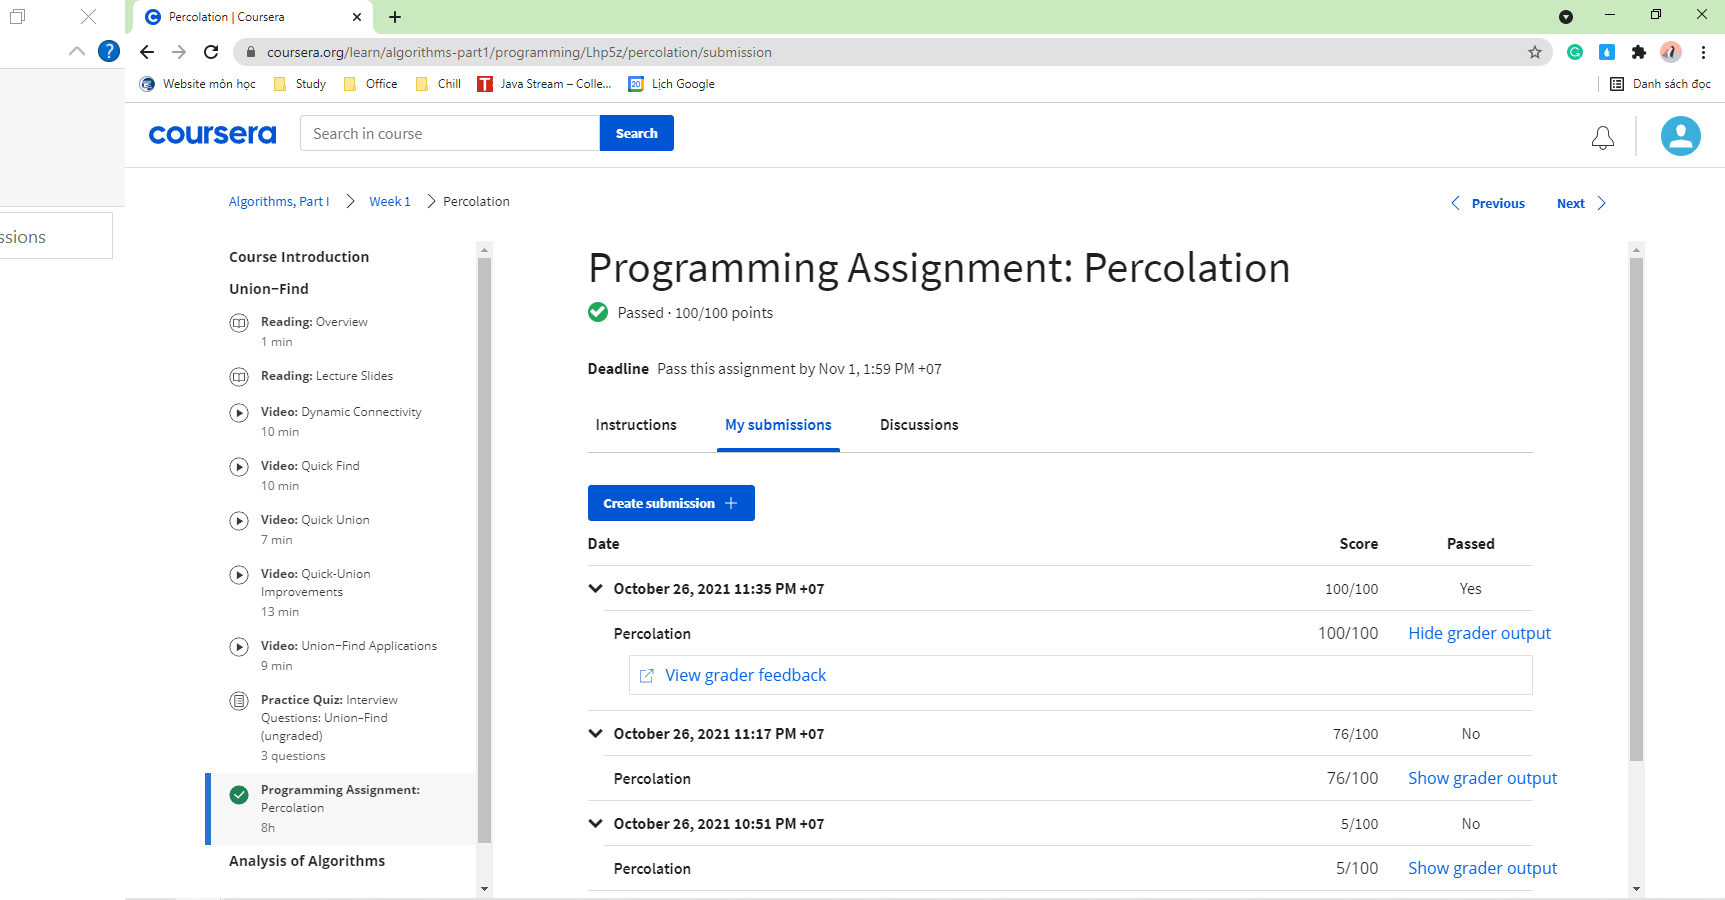 Percolation | Coursera
coursera.org/learn/algorithms-part1/programming/Lhp5z/percolation/submission
Website môn học
Study
Office
Chill
Java Stream – Colle...
Lịch Google
Danh sách đọc
coursera
Search in course
Search
ssions
Algorithms, Part I
Week 1
Percolation
Previous
Next
Course Introduction
Union–Find
Reading: Overview
1 min
Reading: Lecture Slides
Video: Dynamic Connectivity
10 min
Video: Quick Find
10 min
Video: Quick Union
7 min
Video: Quick-Union
Improvements
13 min
Video: Union–Find Applications
9 min
Practice Quiz: Interview
Questions: Union–Find
(ungraded)
3 questions
Programming Assignment:
Percolation
8h
Analysis of Algorithms
Programming Assignment: Percolation
Passed · 100/100 points
Deadline Pass this assignment by Nov 1, 1:59 PM +07
Instructions
My submissions
Discussions
Create submission +
Date Score Passed
October 26, 2021 11:35 PM +07 100/100 Yes
Percolation 100/100 Hide grader output
View grader feedback
October 26, 2021 11:17 PM +07 76/100 No
Percolation 76/100 Show grader output
October 26, 2021 10:51 PM +07 5/100 No
Percolation 5/100 Show grader output